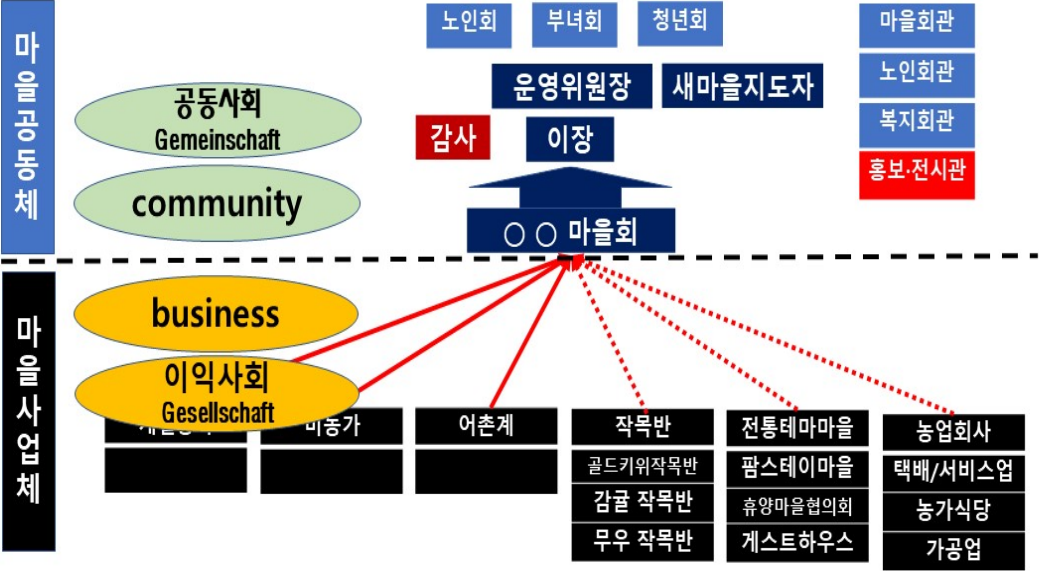 마을공동체
노인회
부녀회
청년회
마을회관
운영위원장
새마을지도자
노인회관
공동사회
Gemeinschaft
감사
이장
복지회관
홍보·전시관
community
○ ○ 마을회
마을사업체
business
이익사회
Gesellschaft
어촌계
작목반
골드키위작목반
감귤 작목반
무우 작목반
전통테마마을
팜스테이마을
휴양마을협의회
게스트하우스
농업회사
택배/서비스업
농가식당
가공업